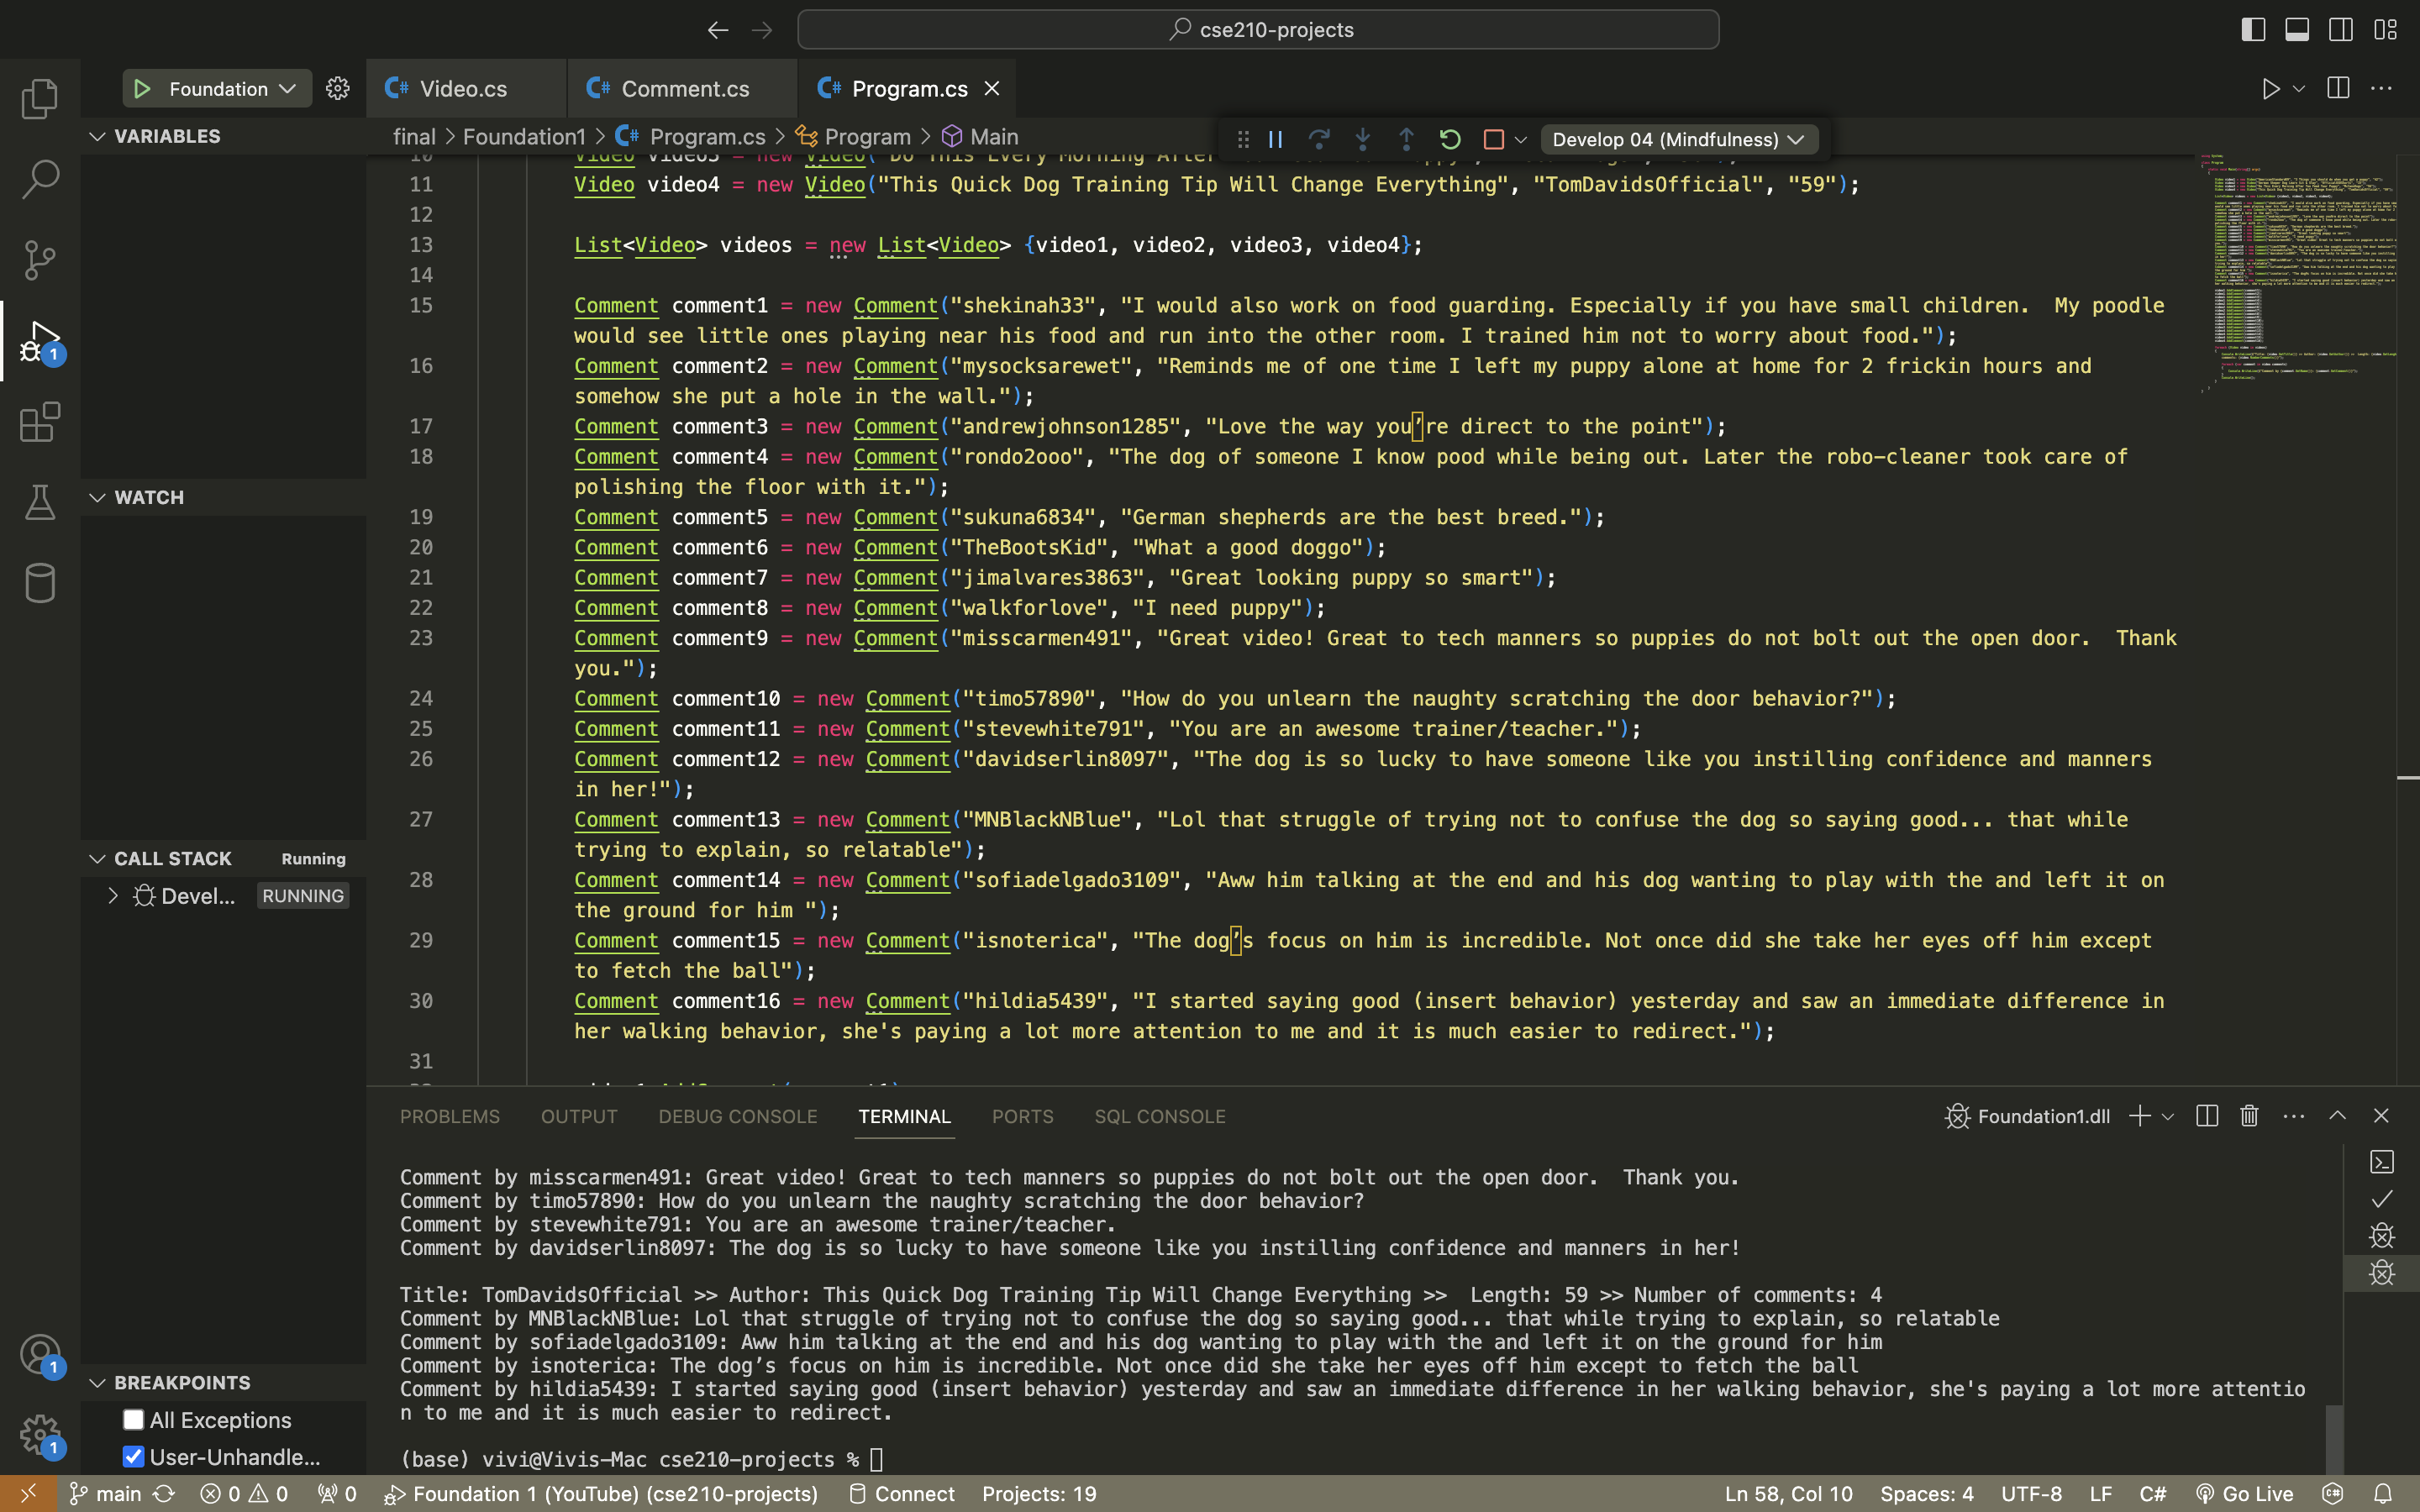 cse210-projects
Foundation
Video.cs
Comment.cs
Program.cs
final > Foundation1 > Program.cs > Program > Main
Develop 04 (Mindfulness)
VARIABLES
WATCH
CALL STACK Running
Devel... RUNNING
BREAKPOINTS
All Exceptions
User-Unhandle...
11 Video video4 = new Video("This Quick Dog Training Tip Will Change Everything", "TomDavidsOfficial", "59");
12
13 List<Video> videos = new List<Video> {video1, video2, video3, video4};
14
15 Comment comment1 = new Comment("shekinah33", "I would also work on food guarding. Especially if you have small children.  My poodle
would see little ones playing near his food and run into the other room. I trained him not to worry about food.");
16 Comment comment2 = new Comment("mysocksarewet", "Reminds me of one time I left my puppy alone at home for 2 frickin hours and
somehow she put a hole in the wall.");
17 Comment comment3 = new Comment("andrewjohnson1285", "Love the way you’re direct to the point");
18 Comment comment4 = new Comment("rondo2ooo", "The dog of someone I know pood while being out. Later the robo-cleaner took care of
polishing the floor with it.");
19 Comment comment5 = new Comment("sukuna6834", "German shepherds are the best breed.");
20 Comment comment6 = new Comment("TheBootsKid", "What a good doggo");
21 Comment comment7 = new Comment("jimalvares3863", "Great looking puppy so smart");
22 Comment comment8 = new Comment("walkforlove", "I need puppy");
23 Comment comment9 = new Comment("misscarmen491", "Great video! Great to tech manners so puppies do not bolt out the open door.  Thank
you.");
24 Comment comment10 = new Comment("timo57890", "How do you unlearn the naughty scratching the door behavior?");
25 Comment comment11 = new Comment("stevewhite791", "You are an awesome trainer/teacher.");
26 Comment comment12 = new Comment("davidserlin8097", "The dog is so lucky to have someone like you instilling confidence and manners
in her!");
27 Comment comment13 = new Comment("MNBlackNBlue", "Lol that struggle of trying not to confuse the dog so saying good... that while
trying to explain, so relatable");
28 Comment comment14 = new Comment("sofiadelgado3109", "Aww him talking at the end and his dog wanting to play with the and left it on
the ground for him ");
29 Comment comment15 = new Comment("isnoterica", "The dog’s focus on him is incredible. Not once did she take her eyes off him except
to fetch the ball");
30 Comment comment16 = new Comment("hildia5439", "I started saying good (insert behavior) yesterday and saw an immediate difference in
her walking behavior, she's paying a lot more attention to me and it is much easier to redirect.");
31
PROBLEMS OUTPUT DEBUG CONSOLE TERMINAL PORTS SQL CONSOLE
Foundation1.dll
Comment by misscarmen491: Great video! Great to tech manners so puppies do not bolt out the open door.  Thank you.
Comment by timo57890: How do you unlearn the naughty scratching the door behavior?
Comment by stevewhite791: You are an awesome trainer/teacher.
Comment by davidserlin8097: The dog is so lucky to have someone like you instilling confidence and manners in her!
Title: TomDavidsOfficial >> Author: This Quick Dog Training Tip Will Change Everything >>  Length: 59 >> Number of comments: 4
Comment by MNBlackNBlue: Lol that struggle of trying not to confuse the dog so saying good... that while trying to explain, so relatable
Comment by sofiadelgado3109: Aww him talking at the end and his dog wanting to play with the and left it on the ground for him
Comment by isnoterica: The dog’s focus on him is incredible. Not once did she take her eyes off him except to fetch the ball
Comment by hildia5439: I started saying good (insert behavior) yesterday and saw an immediate difference in her walking behavior, she's paying a lot more attentio
n to me and it is much easier to redirect.
(base) vivi@Vivis-Mac cse210-projects %
main 0 0 0 Foundation 1 (YouTube) (cse210-projects) Connect Projects: 19 Ln 58, Col 10 Spaces: 4 UTF-8 LF C# Go Live